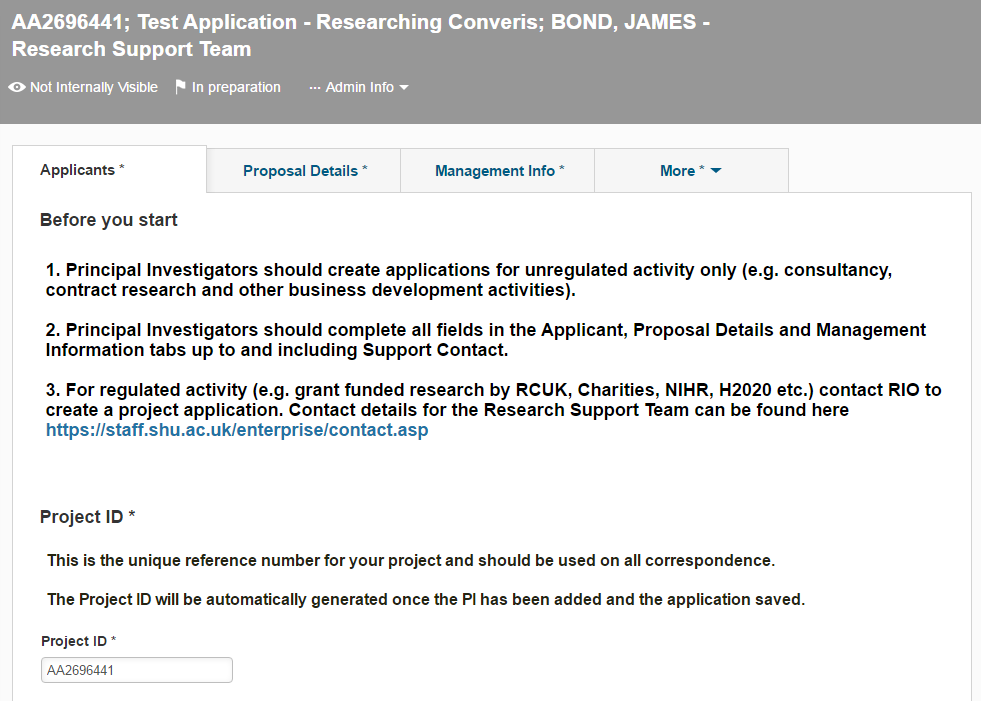 AA2696441; Test Application - Researching Converis; BOND, JAMES -
Research Support Team
Not Internally Visible In preparation ··· Admin Info
Applicants * Proposal Details * Management Info * More *
Before you start
1. Principal Investigators should create applications for unregulated activity only (e.g. consultancy,
contract research and other business development activities).
2. Principal Investigators should complete all fields in the Applicant, Proposal Details and Management
Information tabs up to and including Support Contact.
3. For regulated activity (e.g. grant funded research by RCUK, Charities, NIHR, H2020 etc.) contact RIO to
create a project application. Contact details for the Research Support Team can be found here
https://staff.shu.ac.uk/enterprise/contact.asp
Project ID *
This is the unique reference number for your project and should be used on all correspondence.
The Project ID will be automatically generated once the PI has been added and the application saved.
Project ID *
AA2696441